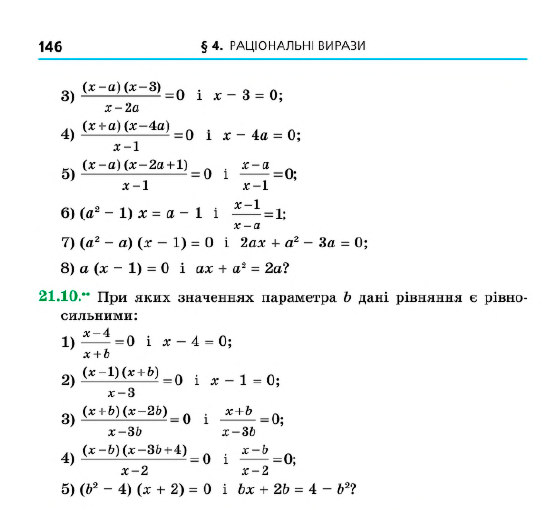 146 § 4. РАЦІОНАЛЬНІ ВИРАЗИ
3) (x−a)(x−3)/(x−2a) = 0 і x − 3 = 0;
4) (x+a)(x−4a)/(x−1) = 0 і x − 4a = 0;
5) (x−a)(x−2a+1)/(x−1) = 0 і (x−a)/(x−1) = 0;
6) (a² − 1) x = a − 1 і (x−1)/(x−a) = 1;
7) (a² − a) (x − 1) = 0 і 2ax + a² − 3a = 0;
8) a (x − 1) = 0 і ax + a² = 2a?
21.10.•• При яких значеннях параметра b дані рівняння є рівно-
сильними:
1) (x−4)/(x+b) = 0 і x − 4 = 0;
2) (x−1)(x+b)/(x−3) = 0 і x − 1 = 0;
3) (x+b)(x−2b)/(x−3b) = 0 і (x+b)/(x−3b) = 0;
4) (x−b)(x−3b+4)/(x−2) = 0 і (x−b)/(x−2) = 0;
5) (b² − 4) (x + 2) = 0 і bx + 2b = 4 − b²?